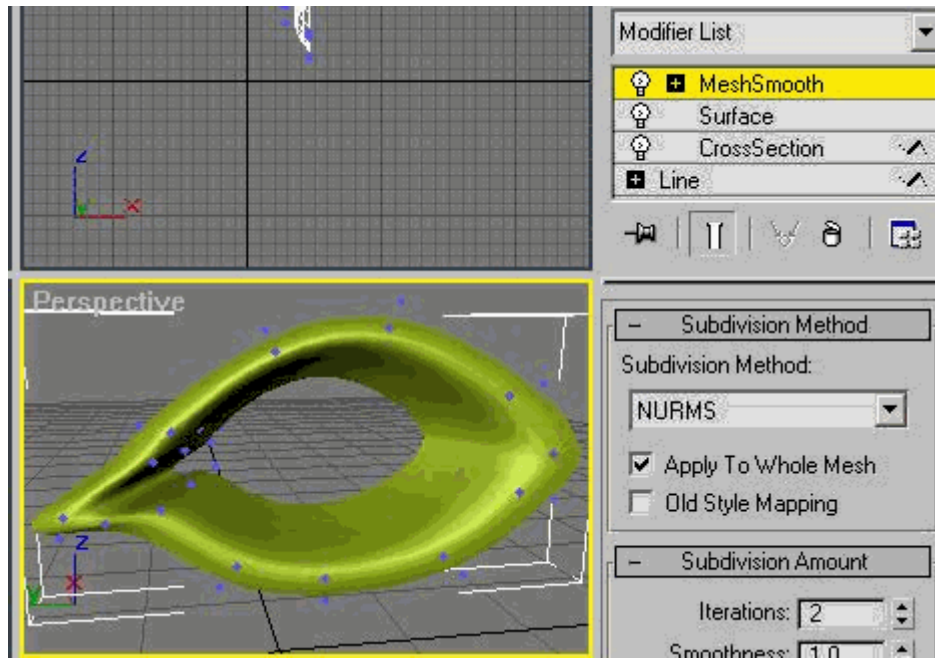 Modifier List
MeshSmooth
Surface
CrossSection
Line
Z
X
Y
Perspective
Z
X
Y
Subdivision Method
Subdivision Method:
NURMS
Apply To Whole Mesh
Old Style Mapping
Subdivision Amount
Iterations: 2
Smoothness: 1.0